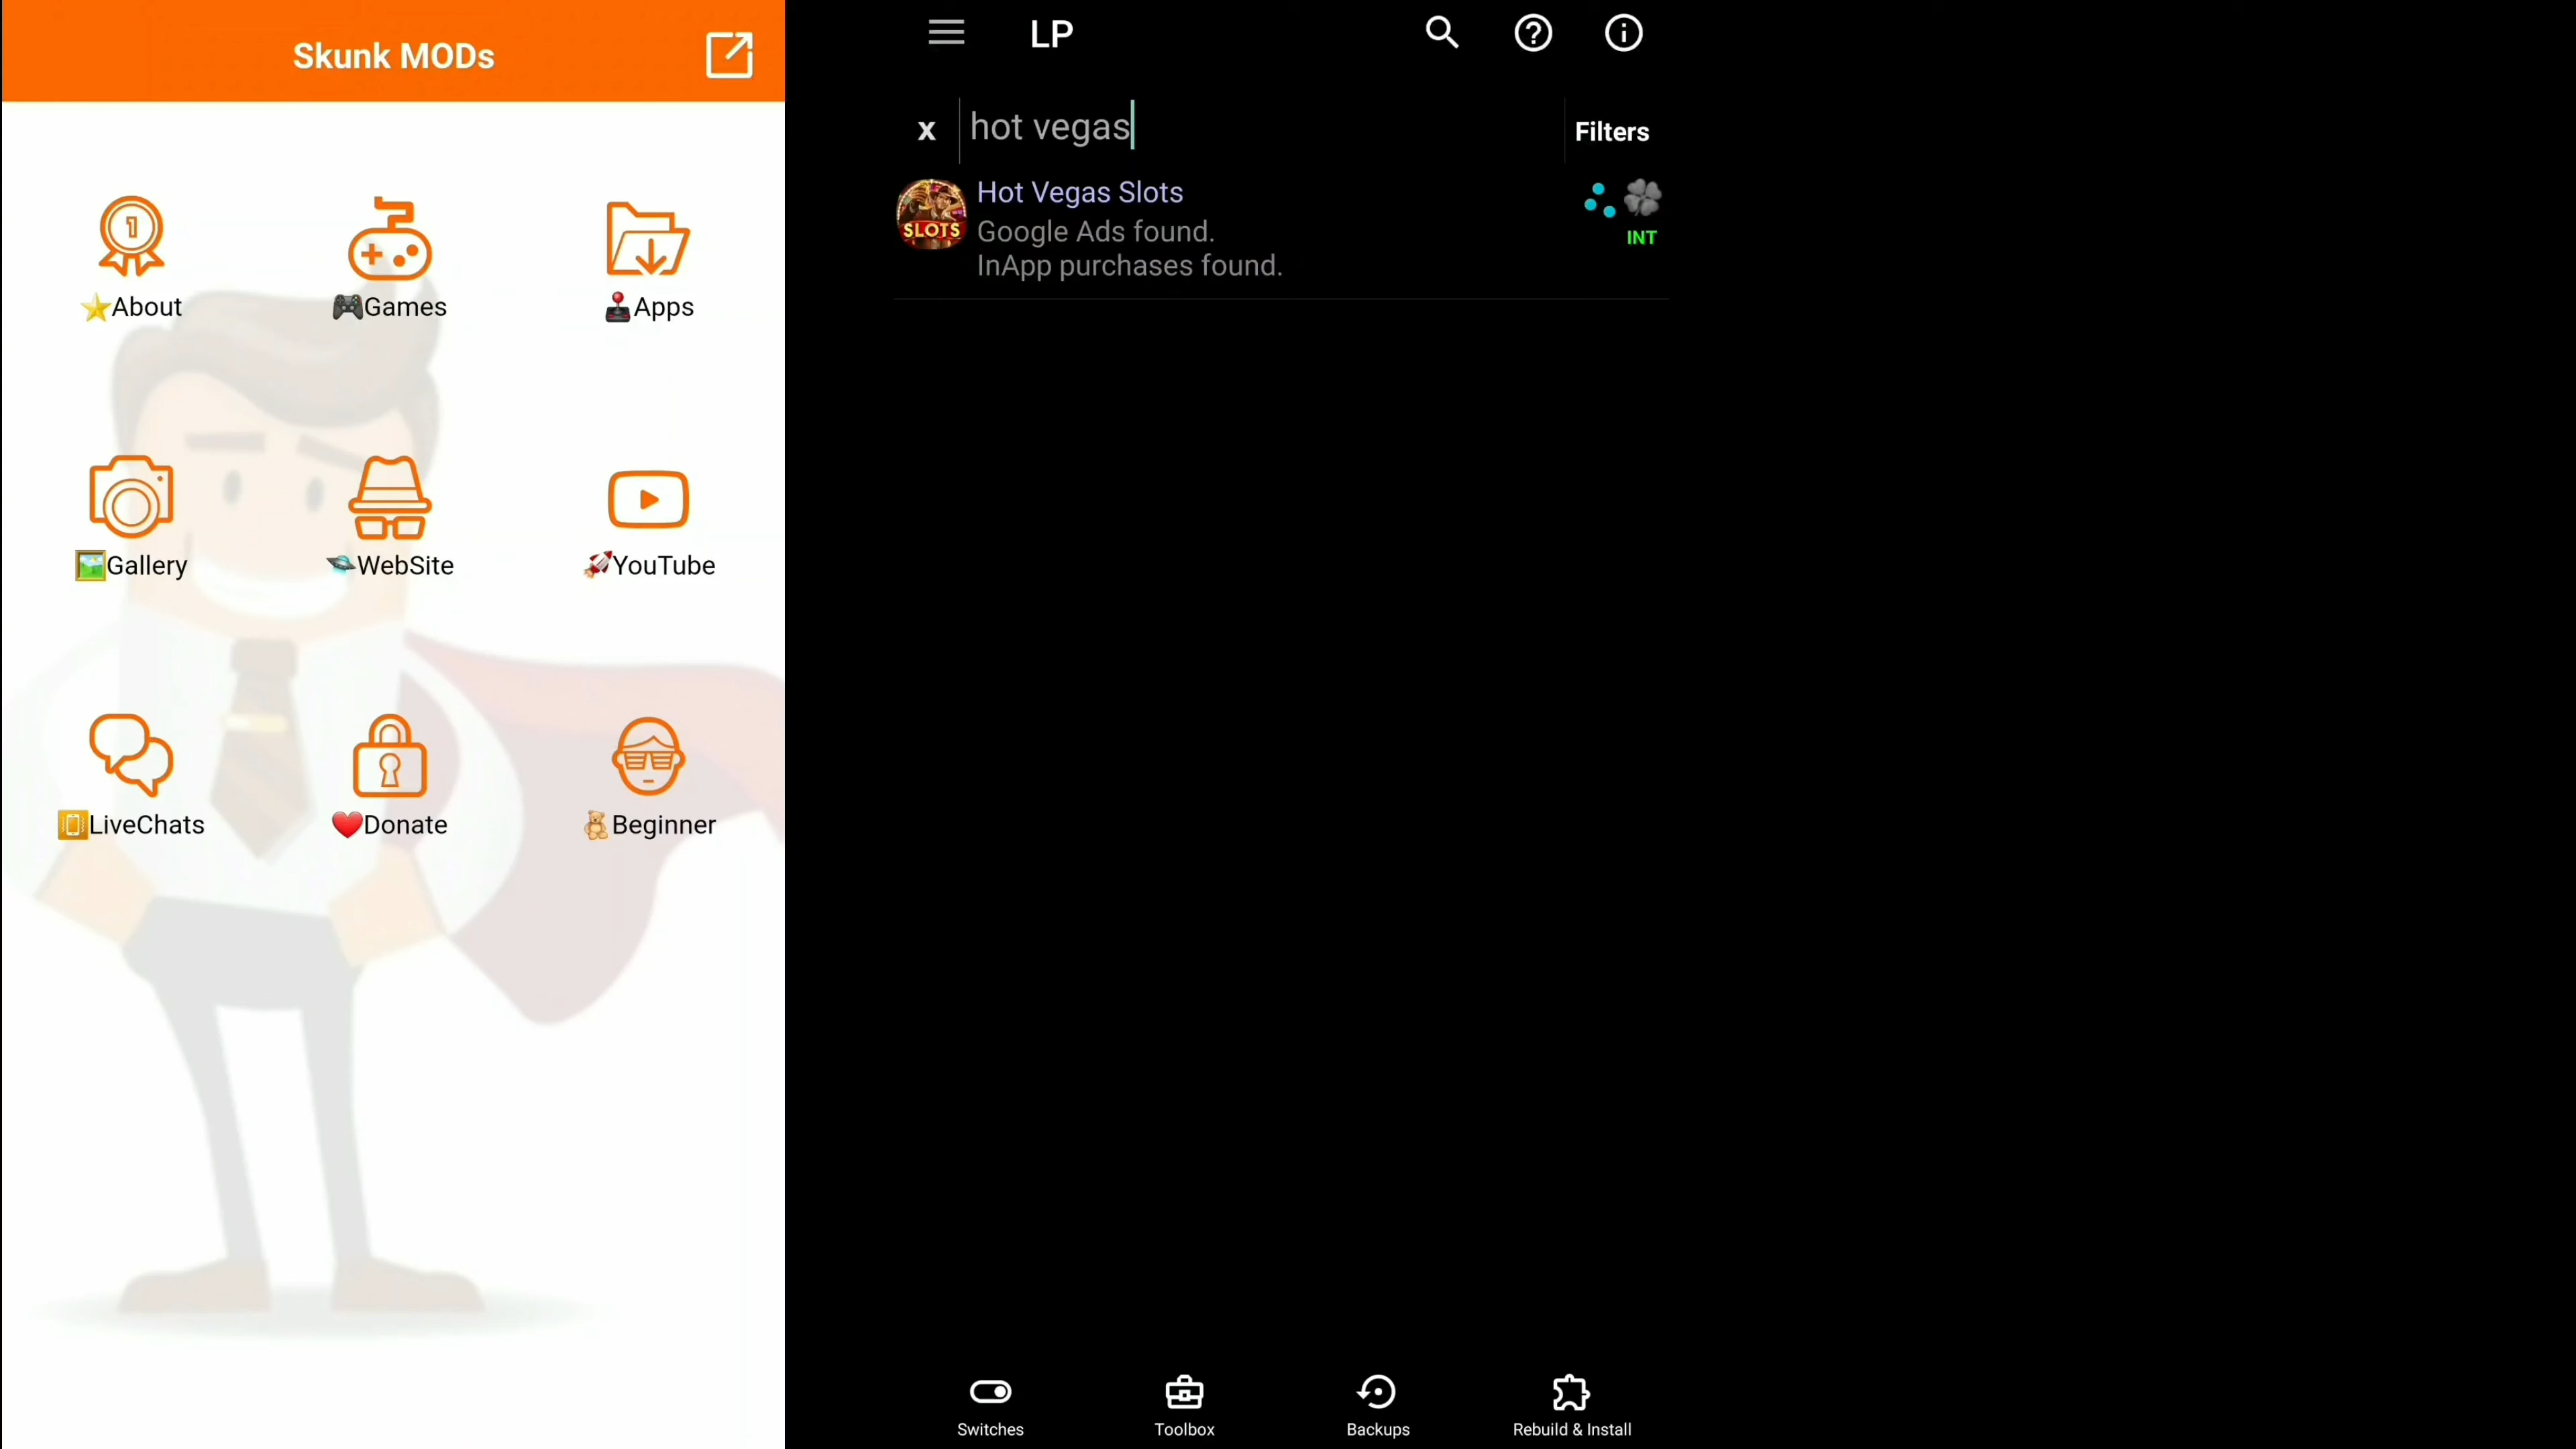 Skunk MODs
⭐About
🎮Games
🕹️Apps
🖼️Gallery
🛸WebSite
🚀YouTube
📳LiveChats
❤️Donate
🧸Beginner
LP
x
hot vegas
Filters
SLOTS
Hot Vegas Slots
Google Ads found.
InApp purchases found.
INT
Switches
Toolbox
Backups
Rebuild & Install